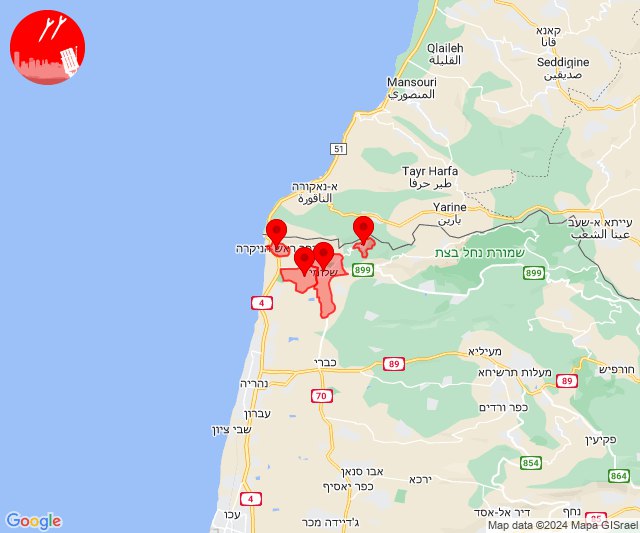 קאנא
قانا
Qlaileh
القليلة
Seddigine
صديقين
Mansouri
المنصوري
51
Tayr Harfa
طير حرفا
א-נאקורה
الناقورة
Yarine
يارين
עייתא א-שעב
عيتا الشعب
ראש הניקרה
שמורת נחל בצת
שלומי
899
899
4
כברי
מעיליא
89
מעלות תרשיחא
89
חורפיש
נהריה
70
כפר ורדים
עברון
שבי ציון
פקיעין
854
864
אבו סנאן
ירכא
כפר יאסיף
4
עכו
ג'דיידה מכר
דיר אל-אסד
נחף
85
Google
Map data ©2024 Mapa GISrael